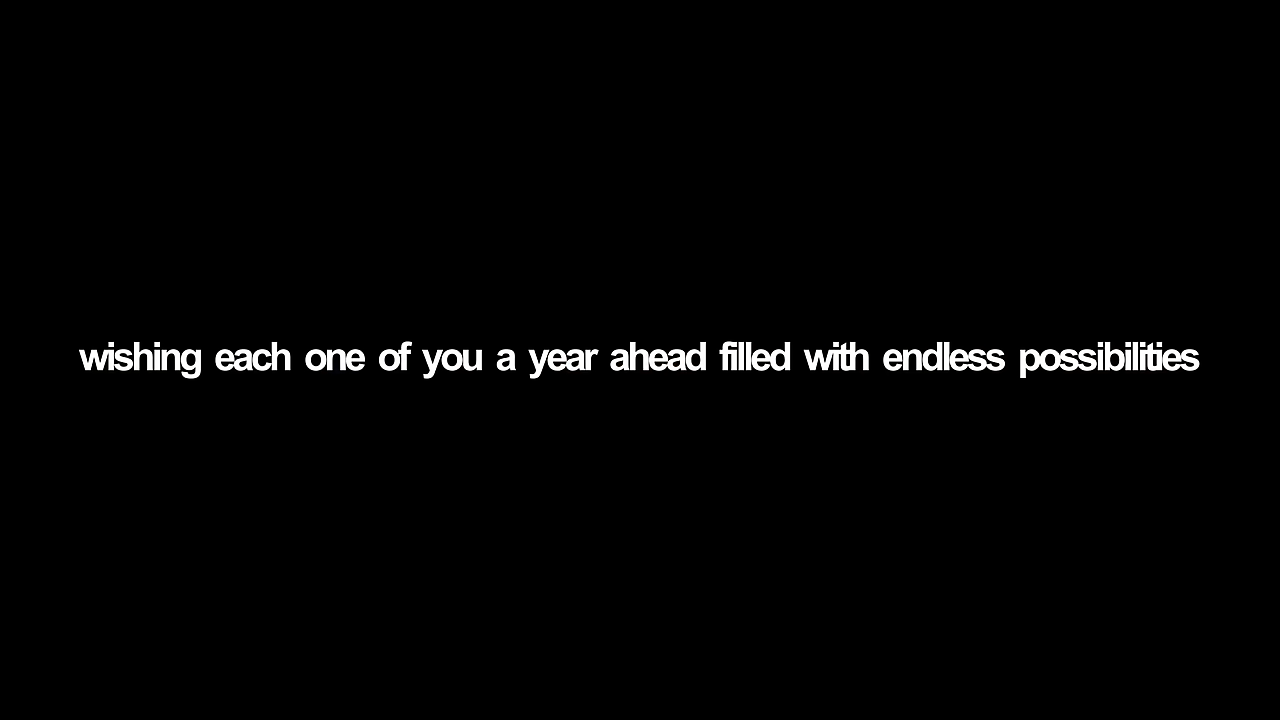 wishing each one of you a year ahead filled with endless possibilities